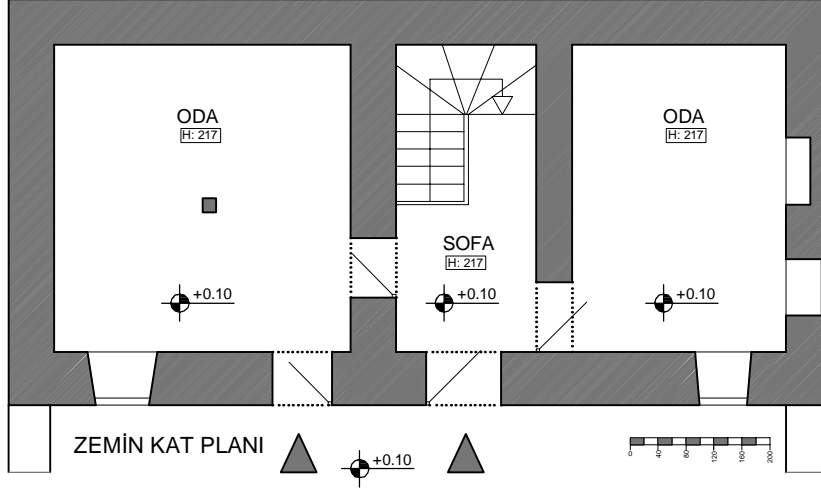 ODA
H: 217
ODA
H: 217
SOFA
H: 217
+0.10
+0.10
+0.10
ZEMİN KAT PLANI
+0.10
0 40 80 120 160 200